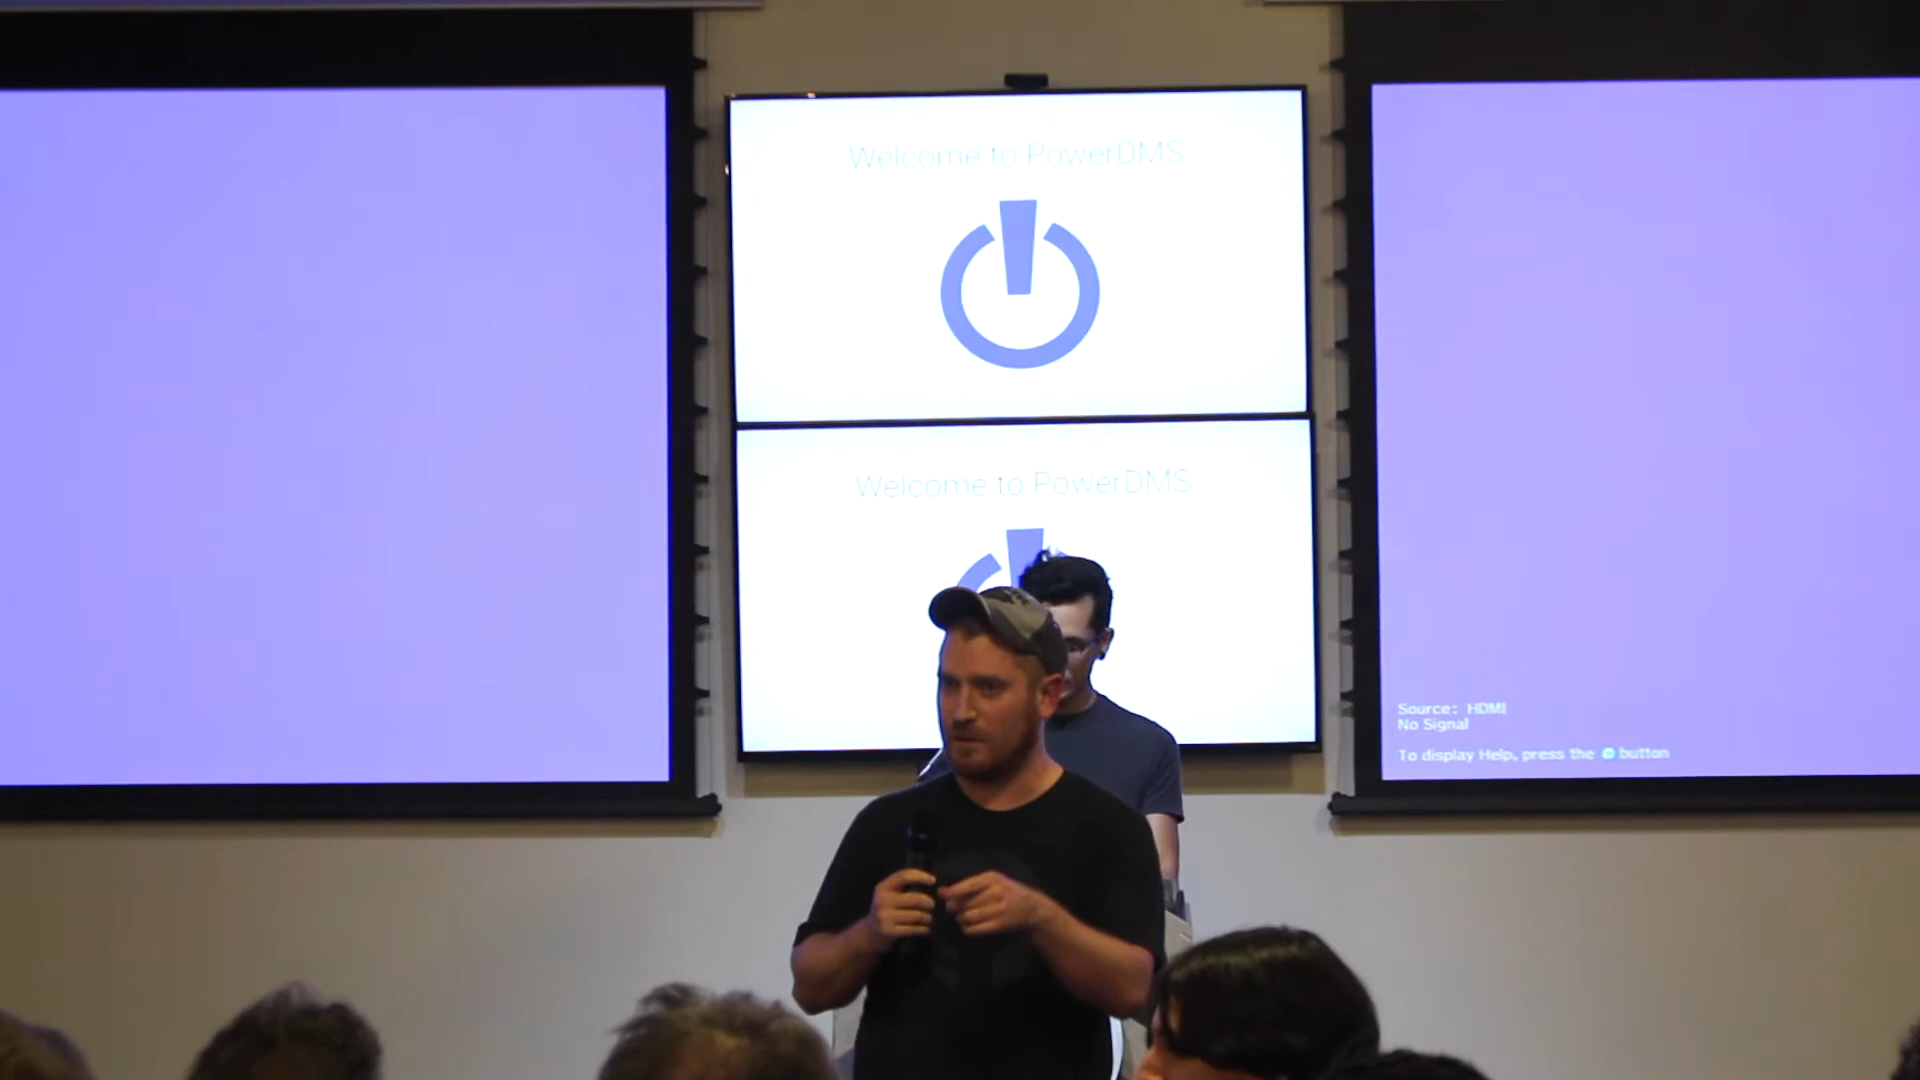 Welcome to PowerDMS
Welcome to PowerDMS
Source: HDMI
No Signal
To display Help, press the button